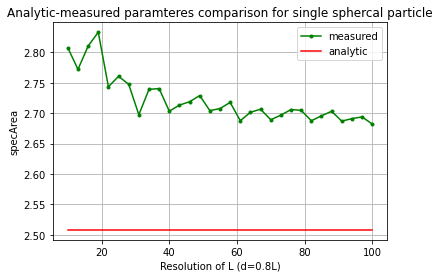 Analytic-measured paramteres comparison for single sphercal particle
measured
analytic
specArea
2.80
2.75
2.70
2.65
2.60
2.55
2.50
20
40
60
80
100
Resolution of L (d=0.8L)